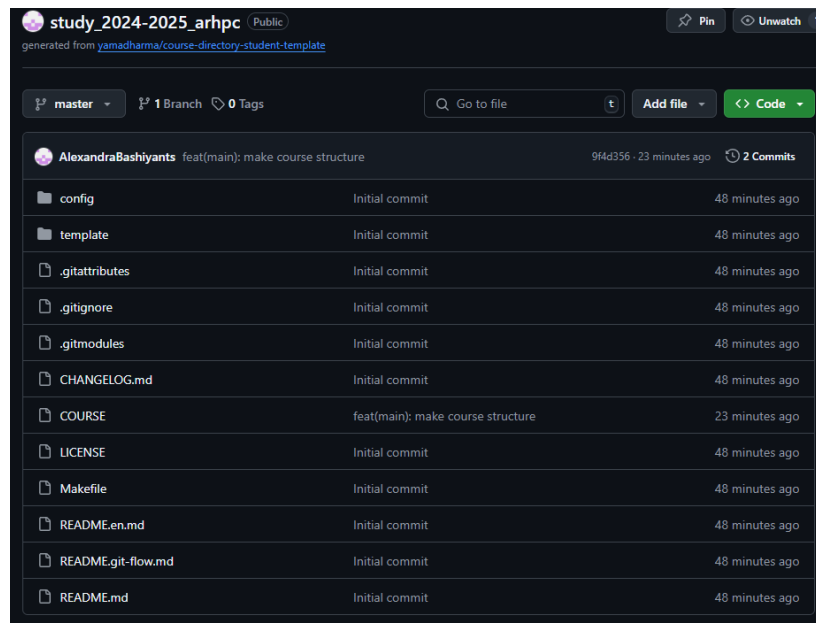 study_2024-2025_arhpc Public Pin Unwatch
generated from yamadharma/course-directory-student-template
master 1 Branch 0 Tags Go to file t Add file <> Code
AlexandraBashiyants feat(main): make course structure 9f4d356 · 23 minutes ago 2 Commits
config Initial commit 48 minutes ago
template Initial commit 48 minutes ago
.gitattributes Initial commit 48 minutes ago
.gitignore Initial commit 48 minutes ago
.gitmodules Initial commit 48 minutes ago
CHANGELOG.md Initial commit 48 minutes ago
COURSE feat(main): make course structure 23 minutes ago
LICENSE Initial commit 48 minutes ago
Makefile Initial commit 48 minutes ago
README.en.md Initial commit 48 minutes ago
README.git-flow.md Initial commit 48 minutes ago
README.md Initial commit 48 minutes ago